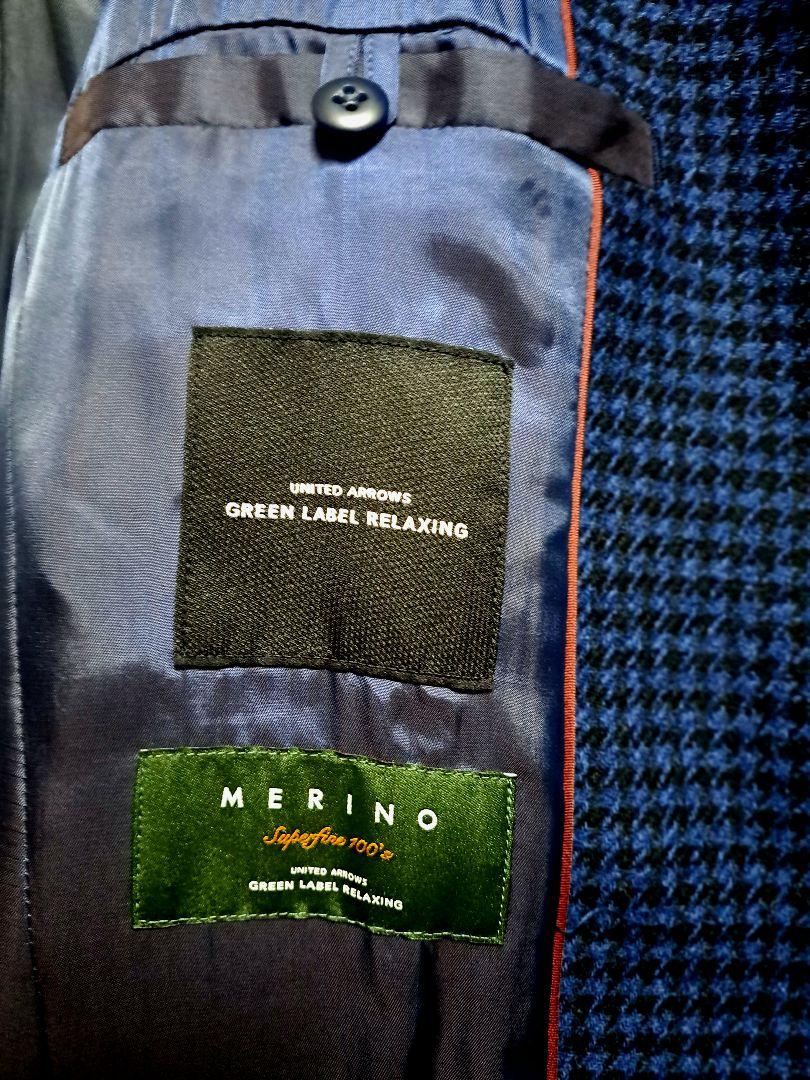 UNITED ARROWS
GREEN LABEL RELAXING
MERINO
Superfine 100's
UNITED ARROWS
GREEN LABEL RELAXING